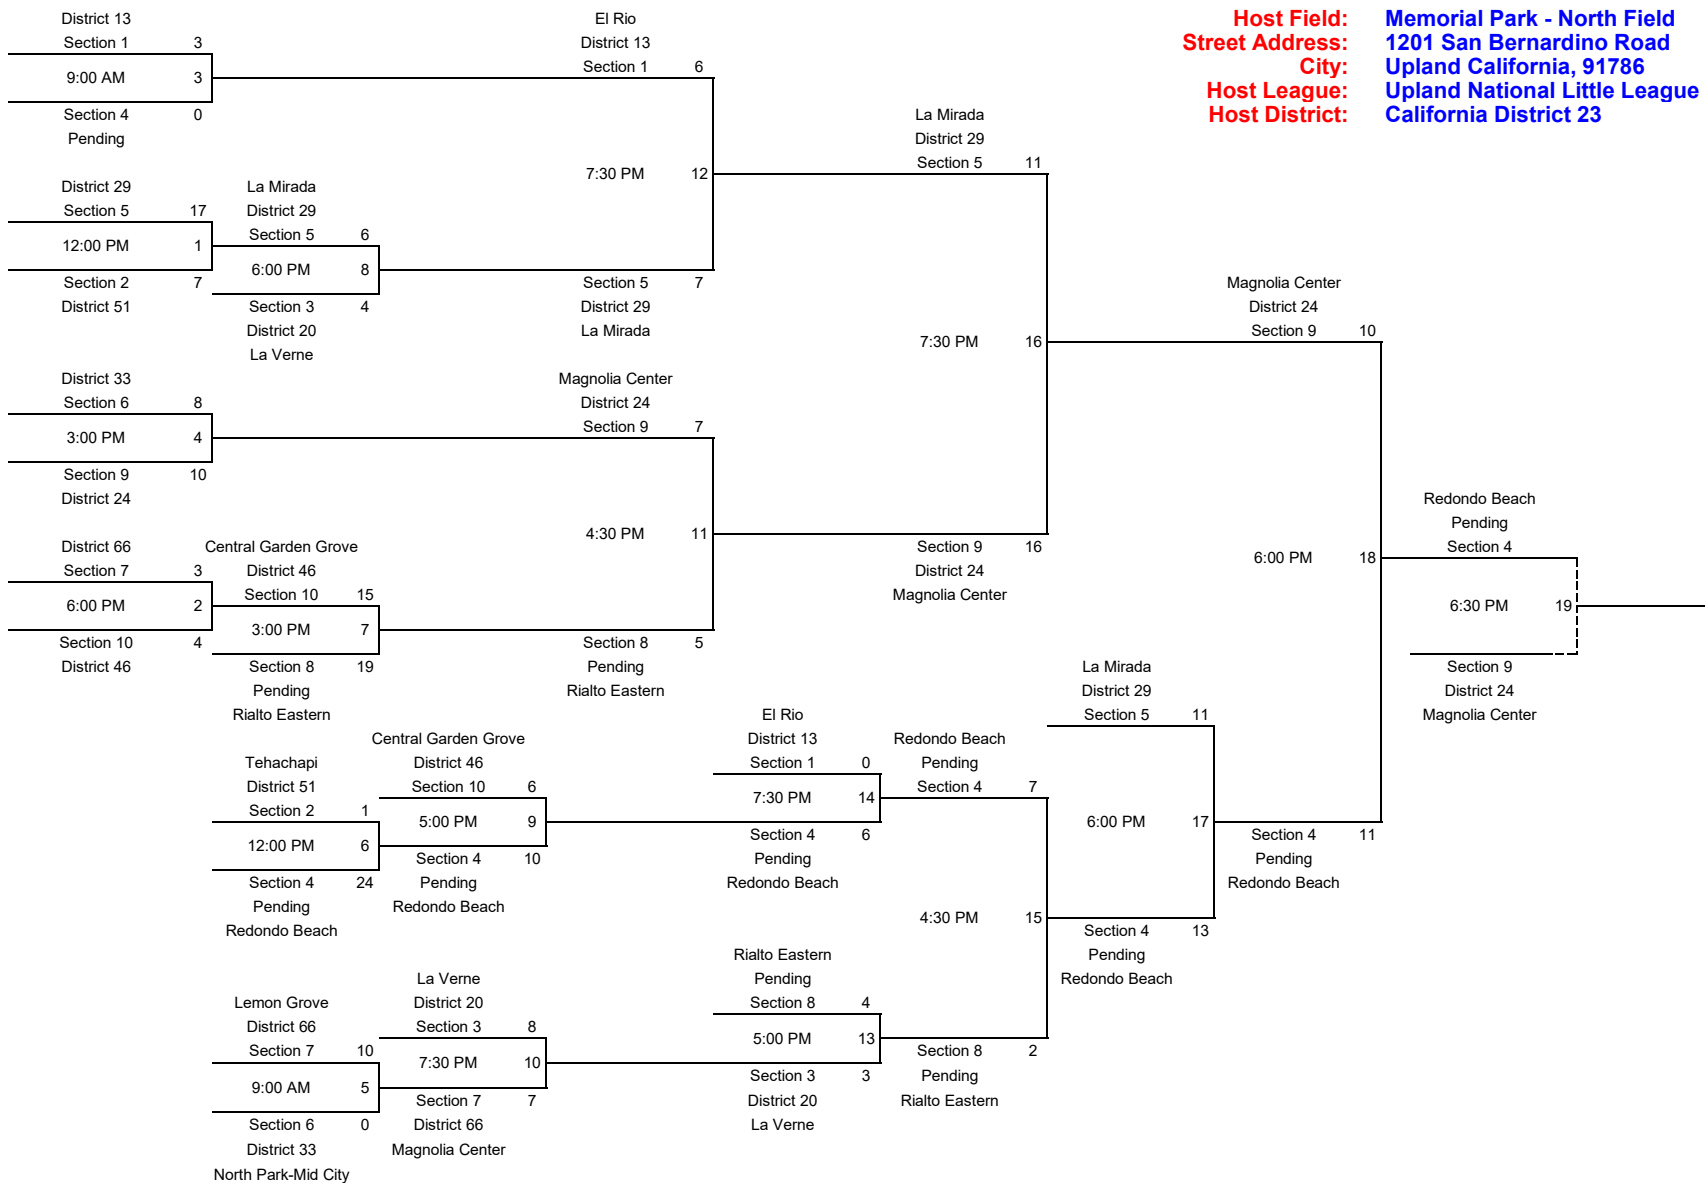 Host Field: Memorial Park - North Field
Street Address: 1201 San Bernardino Road
City: Upland California, 91786
Host League: Upland National Little League
Host District: California District 23
District 13
Section 1 3
9:00 AM 3
Section 4 0
Pending
District 29
Section 5 17
12:00 PM 1
Section 2 7
District 51
La Mirada
District 29
Section 5 6
6:00 PM 8
Section 3 4
District 20
La Verne
District 33
Section 6 8
3:00 PM 4
Section 9 10
District 24
District 66
Section 7 3
6:00 PM 2
Section 10 4
District 46
Central Garden Grove
District 46
Section 10 15
3:00 PM 7
Section 8 19
Pending
Rialto Eastern
El Rio
District 13
Section 1 6
7:30 PM 12
Section 5 7
District 29
La Mirada
Magnolia Center
District 24
Section 9 7
4:30 PM 11
Section 8 5
Pending
Rialto Eastern
La Mirada
District 29
Section 5 11
7:30 PM 16
Section 9 16
District 24
Magnolia Center
Magnolia Center
District 24
Section 9 10
6:00 PM 18
Section 4 11
Pending
Redondo Beach
Redondo Beach
Pending
Section 4
6:30 PM 19
Section 9
District 24
Magnolia Center
Tehachapi
District 51
Section 2 1
12:00 PM 6
Section 4 24
Pending
Redondo Beach
Central Garden Grove
District 46
Section 10 6
5:00 PM 9
Section 4 10
Pending
Redondo Beach
El Rio
District 13
Section 1 0
7:30 PM 14
Section 4 6
Pending
Redondo Beach
Redondo Beach
Pending
Section 4 7
4:30 PM 15
Section 8 2
Pending
Rialto Eastern
La Mirada
District 29
Section 5 11
6:00 PM 17
Section 4 13
Pending
Redondo Beach
Lemon Grove
District 66
Section 7 10
9:00 AM 5
Section 6 0
District 33
North Park-Mid City
La Verne
District 20
Section 3 8
7:30 PM 10
Section 7 7
District 66
Magnolia Center
Rialto Eastern
Pending
Section 8 4
5:00 PM 13
Section 3 3
District 20
La Verne